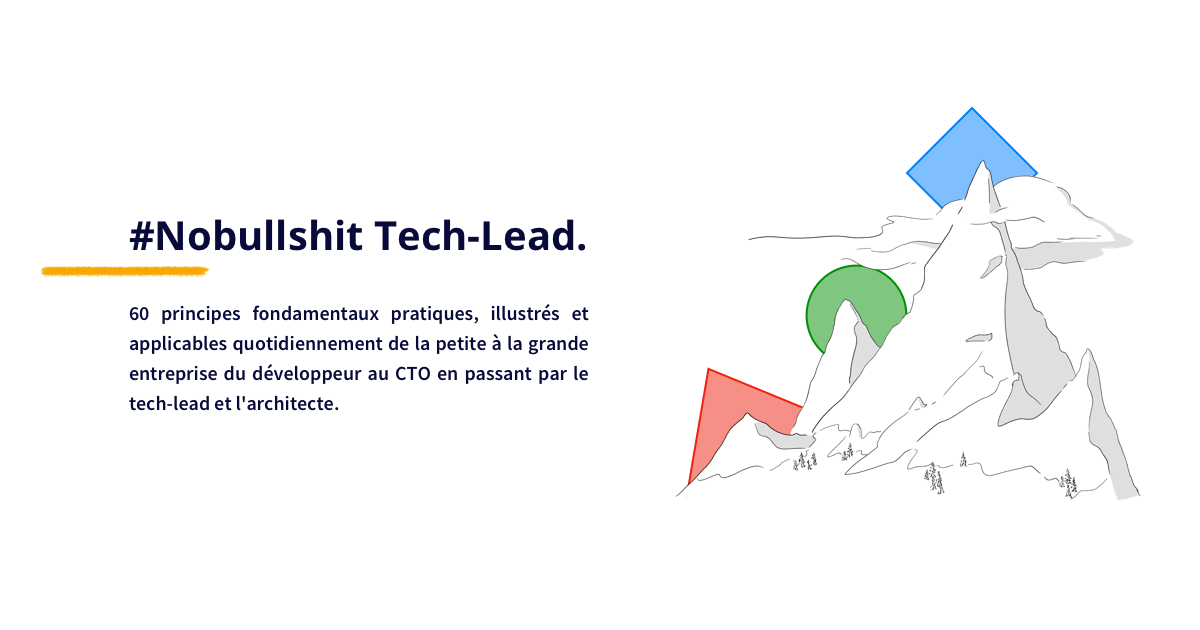 #Nobullshit Tech-Lead.
60 principes fondamentaux pratiques, illustrés et
applicables quotidiennement de la petite à la grande
entreprise du développeur au CTO en passant par le
tech-lead et l'architecte.